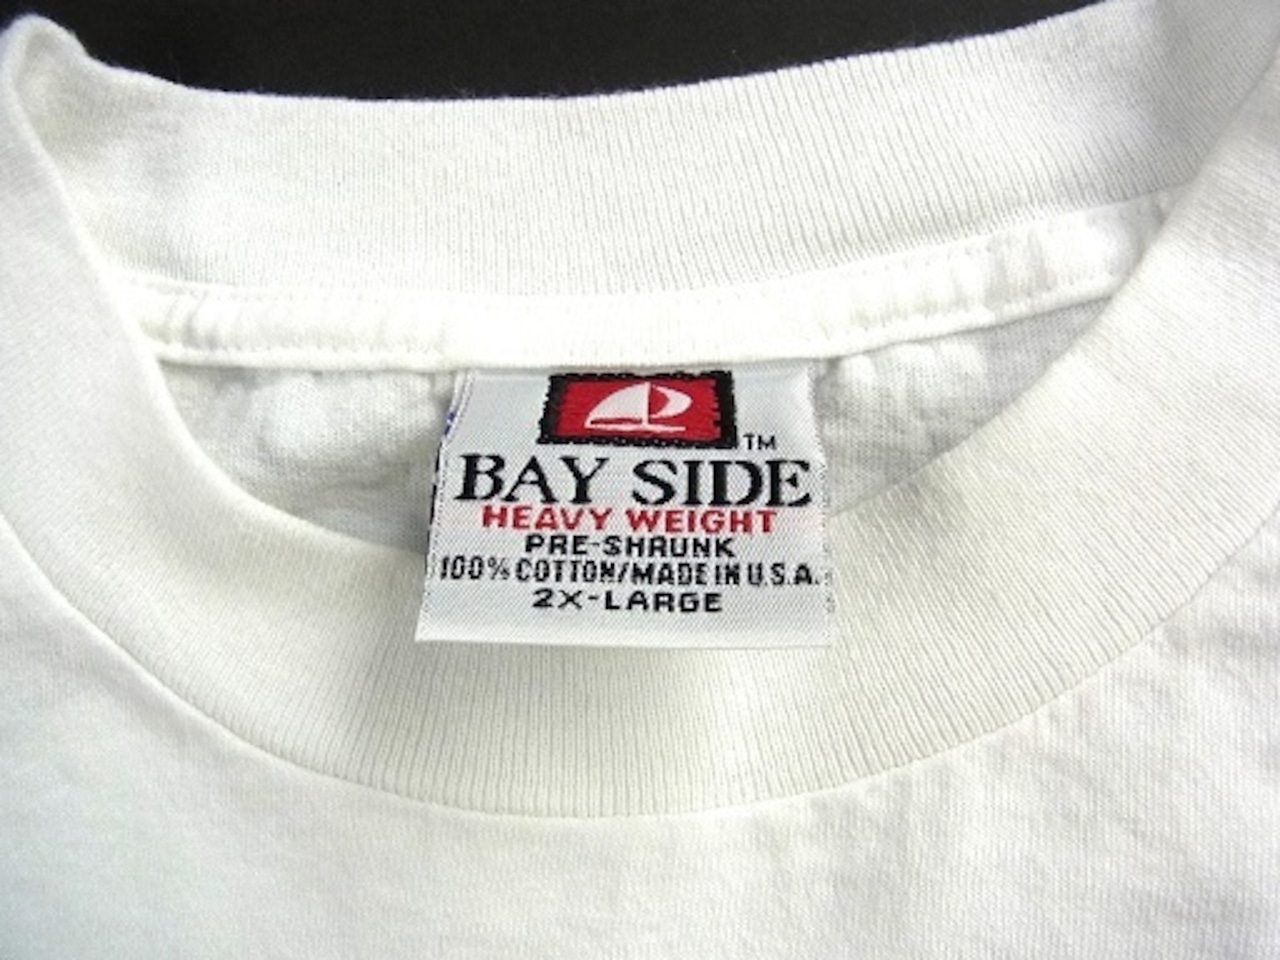 TM
BAY SIDE
HEAVY WEIGHT
PRE-SHRUNK
100% COTTON/MADE IN U.S.A.
2X-LARGE